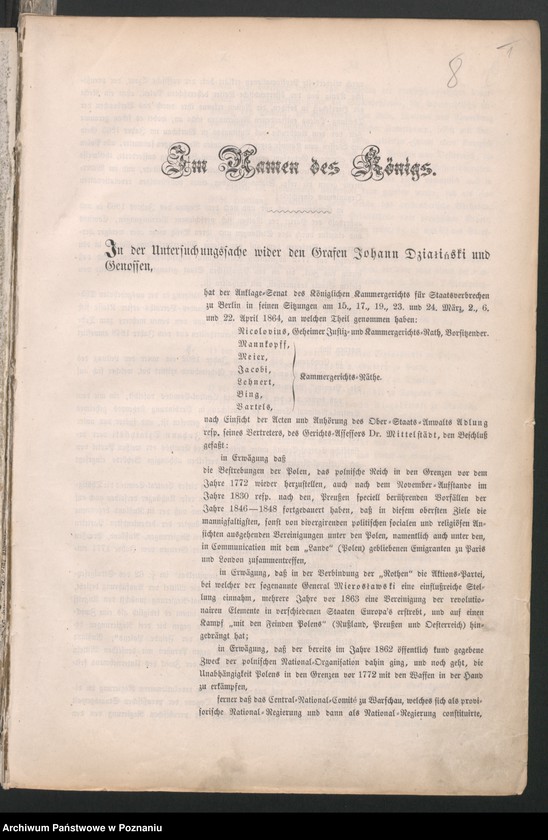 8
Im Namen des Königs.
In der Untersuchungssache wider den Grafen Johann Działiński und
Genossen,
hat der Anklage-Senat des Königlichen Kammergerichts für Staatsverbrechen
zu Berlin in seinen Sitzungen am 15., 17., 19., 23. und 24. März, 2., 6.
und 22. April 1864, an welchen Theil genommen haben:
Nicolovius, Geheimer Justiz- und Kammergerichts-Rath, Vorsitzender.
Mannkopff,
Meier,
Jacobi,
Lehnert,
Bing,
Bartels,
Kammergerichts-Räthe.
nach Einsicht der Acten und Anhörung des Ober-Staats-Anwalts Adlung
resp. seines Vertreters, des Gerichts-Assessors Dr. Mittelstädt, den Beschluß
gefaßt:
in Erwägung daß
die Bestrebungen der Polen, das polnische Reich in den Grenzen vor dem
Jahre 1772 wieder herzustellen, auch nach dem November-Aufstande im
Jahre 1830 resp. nach den, Preußen speciell berührenden Vorfällen der
Jahre 1846—1848 fortgedauert haben, daß in diesem obersten Ziele die
mannigfaltigsten, sonst von divergirenden politischen socialen und religiösen An-
sichten ausgehenden Vereinigungen unter den Polen, namentlich auch unter den,
in Communication mit dem „Lande“ (Polen) gebliebenen Emigranten zu Paris
und London zusammentreffen,
in Erwägung, daß in der Verbindung der „Rothen“ die Aktions-Partei,
bei welcher der sogenannte General Mierosławski eine einflußreiche Stel-
lung einnahm, mehrere Jahre vor 1863 eine Vereinigung der revolutio-
nairen Elemente in verschiedenen Staaten Europa's erstrebt, und auf einen
Kampf „mit den Feinden Polens“ (Rußland, Preußen und Oesterreich) hin-
gedrängt hat;
in Erwägung, daß der bereits im Jahre 1862 öffentlich kund gegebene
Zweck der polnischen National-Organisation dahin ging, und noch geht, die
Unabhängigkeit Polens in den Grenzen vor 1772 mit den Waffen in der Hand
zu erkämpfen,
ferner daß das Central-National-Comité zu Warschau, welches sich als provi-
sorische National-Regierung und dann als National-Regierung constituirte,
Archiwum Państwowe w Poznaniu